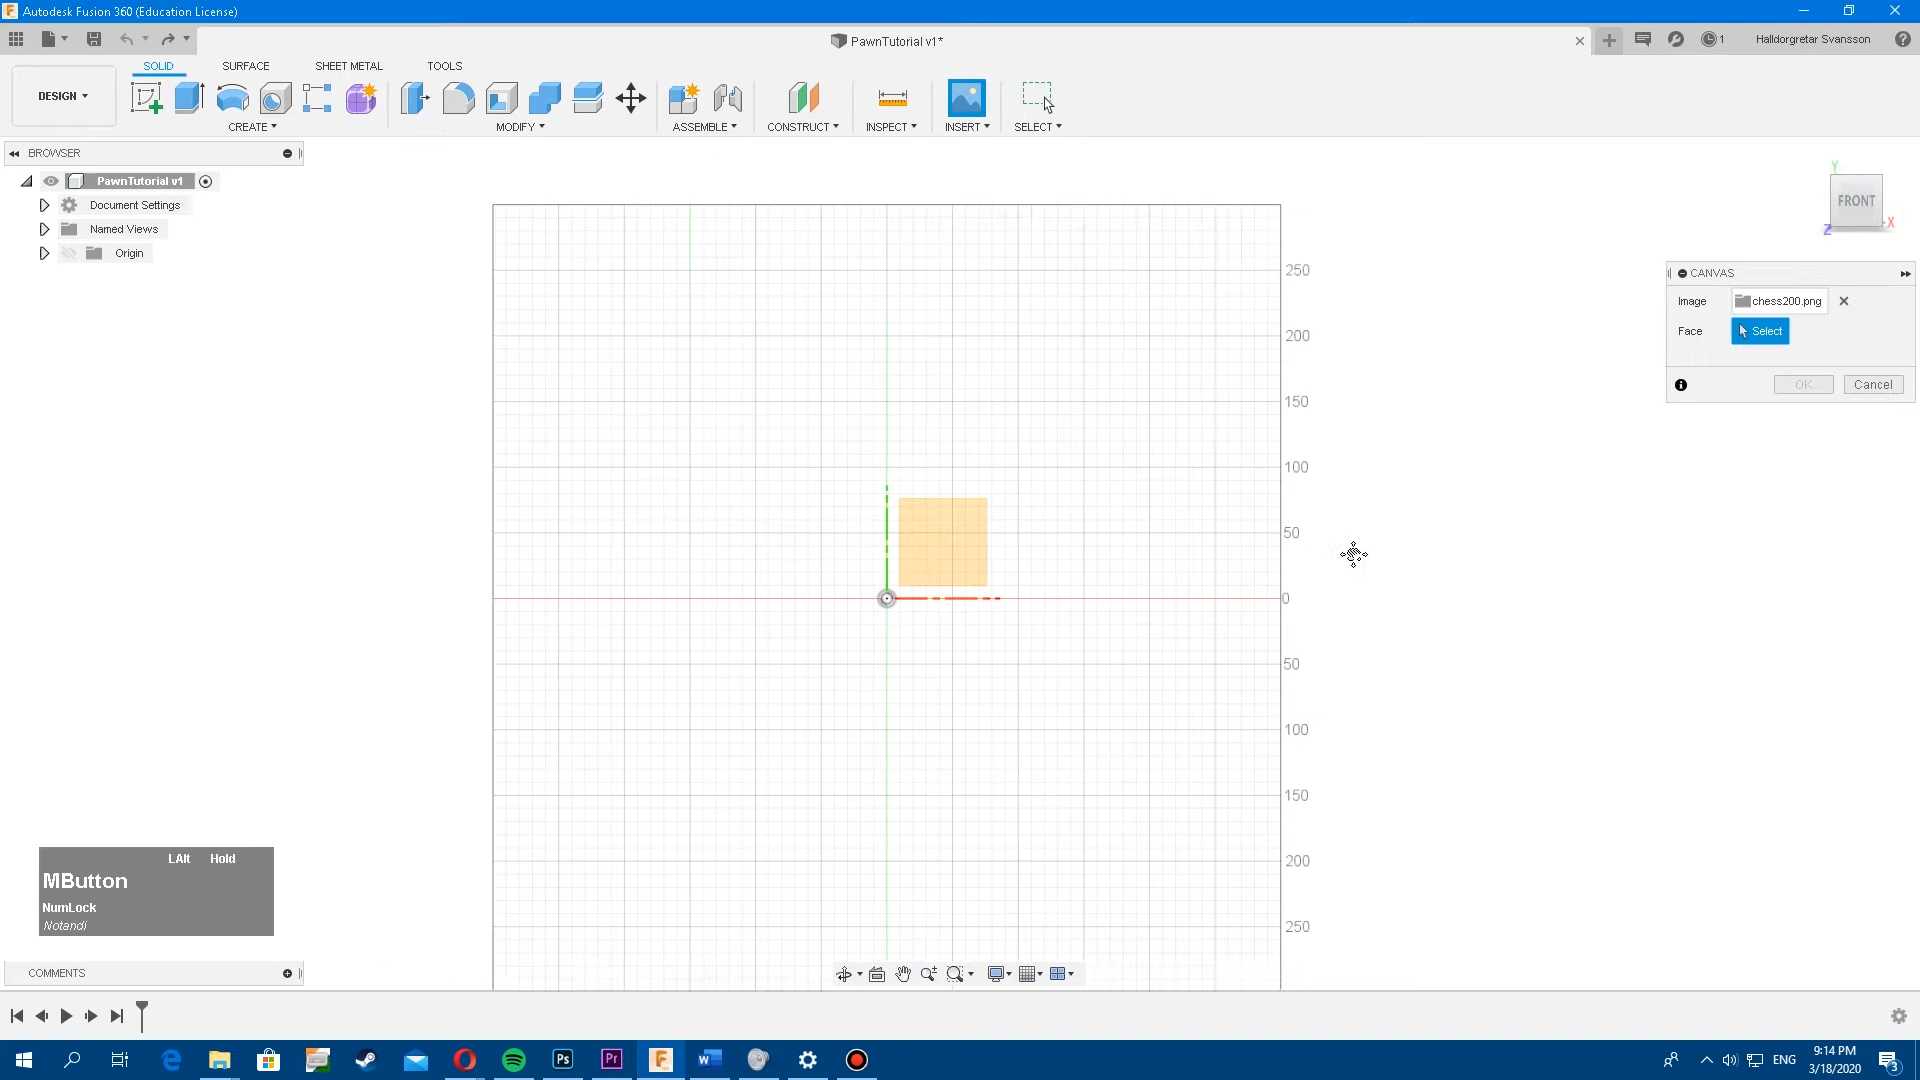 Autodesk Fusion 360 (Education License)
PawnTutorial v1*
1
Halldorgretar Svansson
SOLID SURFACE SHEET METAL TOOLS
DESIGN
CREATE MODIFY ASSEMBLE CONSTRUCT INSPECT INSERT SELECT
BROWSER
PawnTutorial v1
Document Settings
Named Views
Origin
Y
FRONT
X
Z
CANVAS
Image chess200.png
Face Select
OK Cancel
250
200
150
100
50
0
50
100
150
200
250
LAlt Hold
MButton
NumLock
Notandi
COMMENTS
ENG
9:14 PM
3/18/2020
3